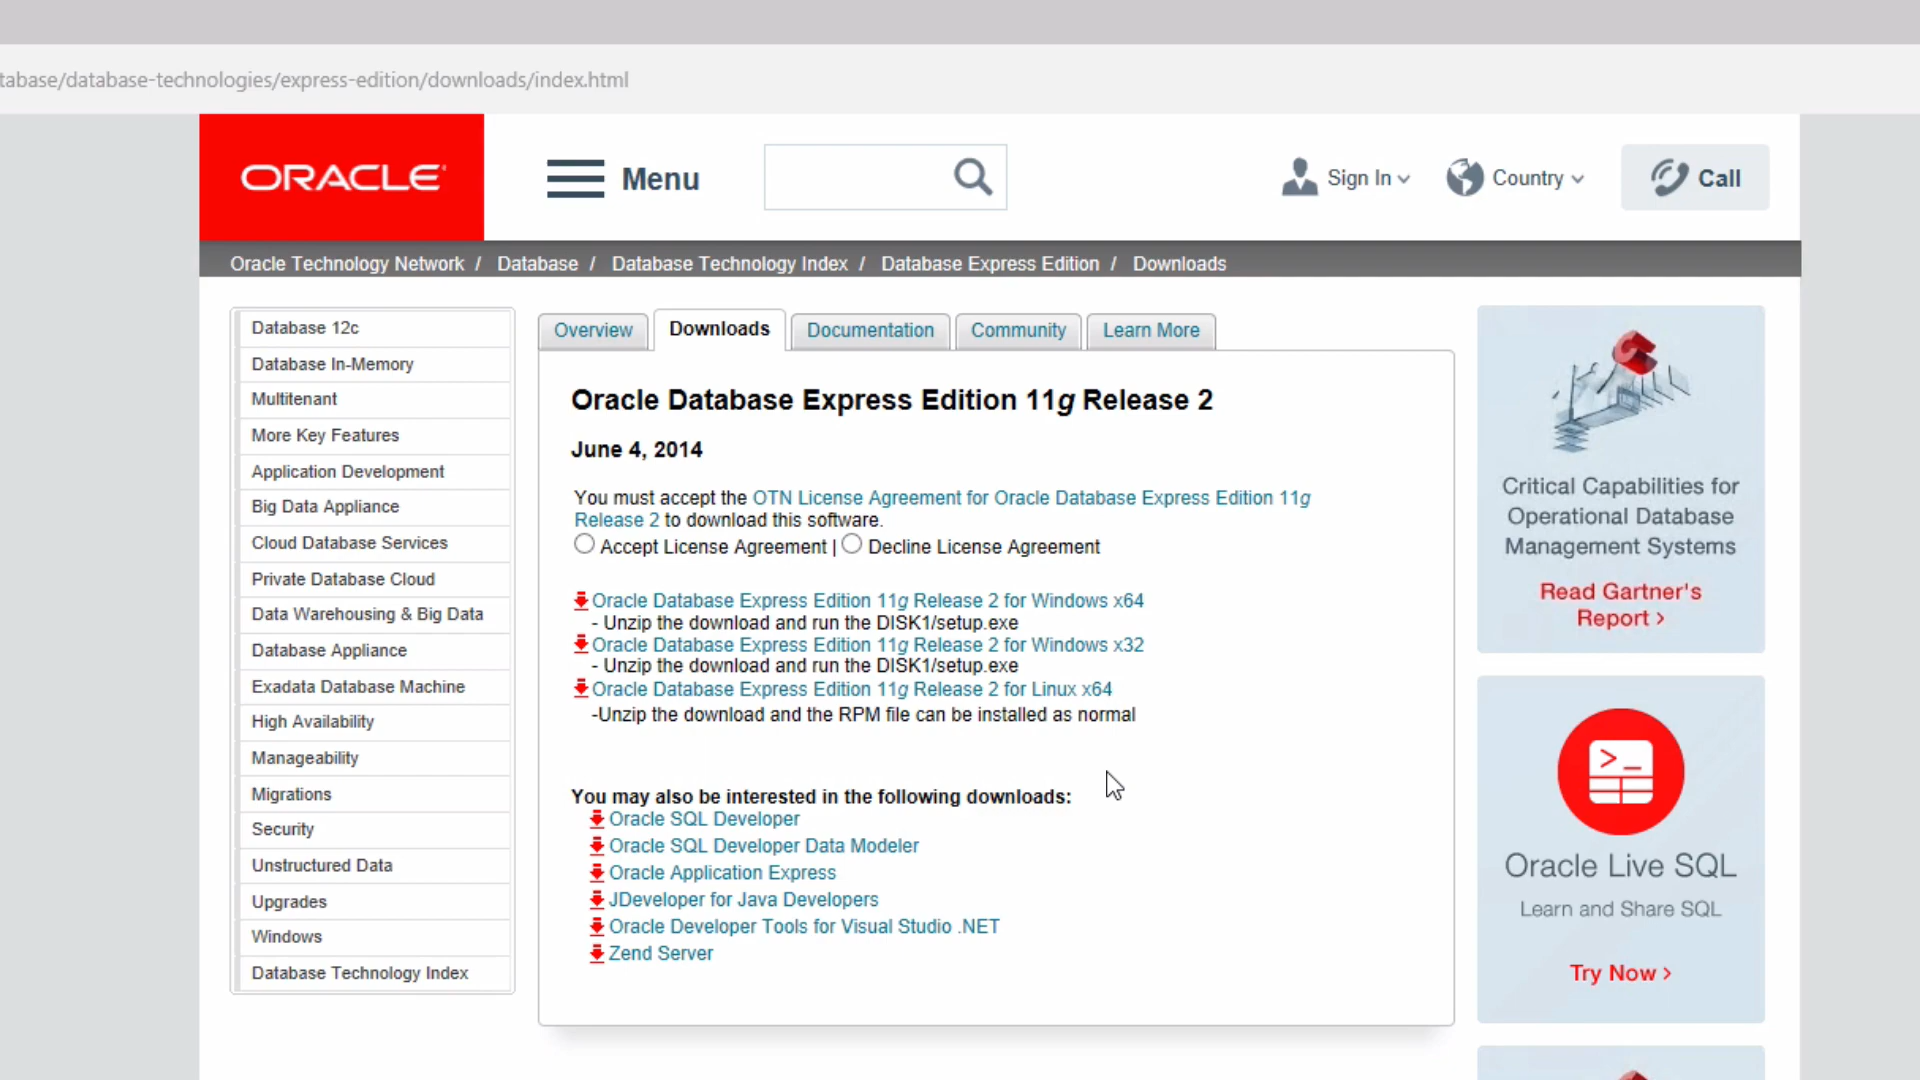 tabase/database-technologies/express-edition/downloads/index.html
ORACLE
Menu
Sign In
Country
Call
Oracle Technology Network / Database / Database Technology Index / Database Express Edition / Downloads
Database 12c
Database In-Memory
Multitenant
More Key Features
Application Development
Big Data Appliance
Cloud Database Services
Private Database Cloud
Data Warehousing & Big Data
Database Appliance
Exadata Database Machine
High Availability
Manageability
Migrations
Security
Unstructured Data
Upgrades
Windows
Database Technology Index
Overview
Downloads
Documentation
Community
Learn More
Oracle Database Express Edition 11g Release 2
June 4, 2014
You must accept the OTN License Agreement for Oracle Database Express Edition 11g
Release 2 to download this software.
Accept License Agreement | Decline License Agreement
Oracle Database Express Edition 11g Release 2 for Windows x64
- Unzip the download and run the DISK1/setup.exe
Oracle Database Express Edition 11g Release 2 for Windows x32
- Unzip the download and run the DISK1/setup.exe
Oracle Database Express Edition 11g Release 2 for Linux x64
-Unzip the download and the RPM file can be installed as normal
You may also be interested in the following downloads:
Oracle SQL Developer
Oracle SQL Developer Data Modeler
Oracle Application Express
JDeveloper for Java Developers
Oracle Developer Tools for Visual Studio .NET
Zend Server
Critical Capabilities for
Operational Database
Management Systems
Read Gartner's
Report >
>_
Oracle Live SQL
Learn and Share SQL
Try Now >